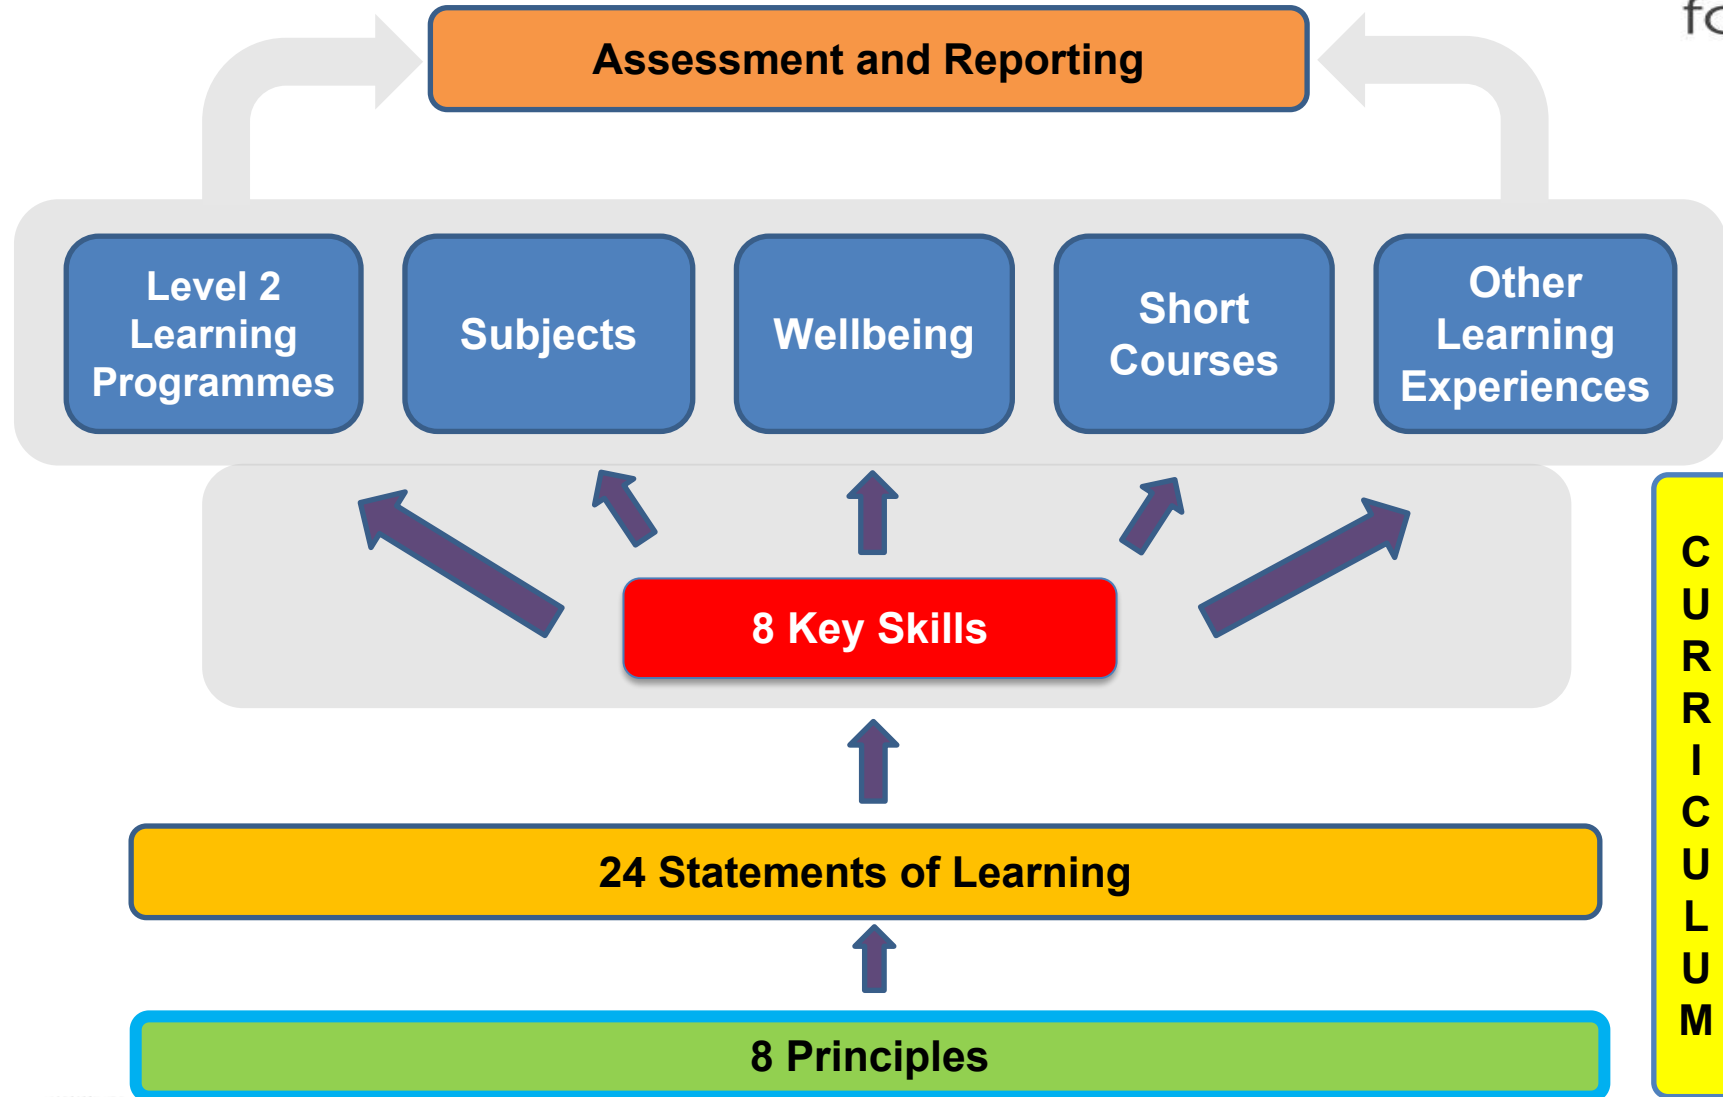 Assessment and Reporting
Level 2
Learning
Programmes
Subjects
Wellbeing
Short
Courses
Other
Learning
Experiences
8 Key Skills
24 Statements of Learning
8 Principles
C
U
R
R
I
C
U
L
U
M